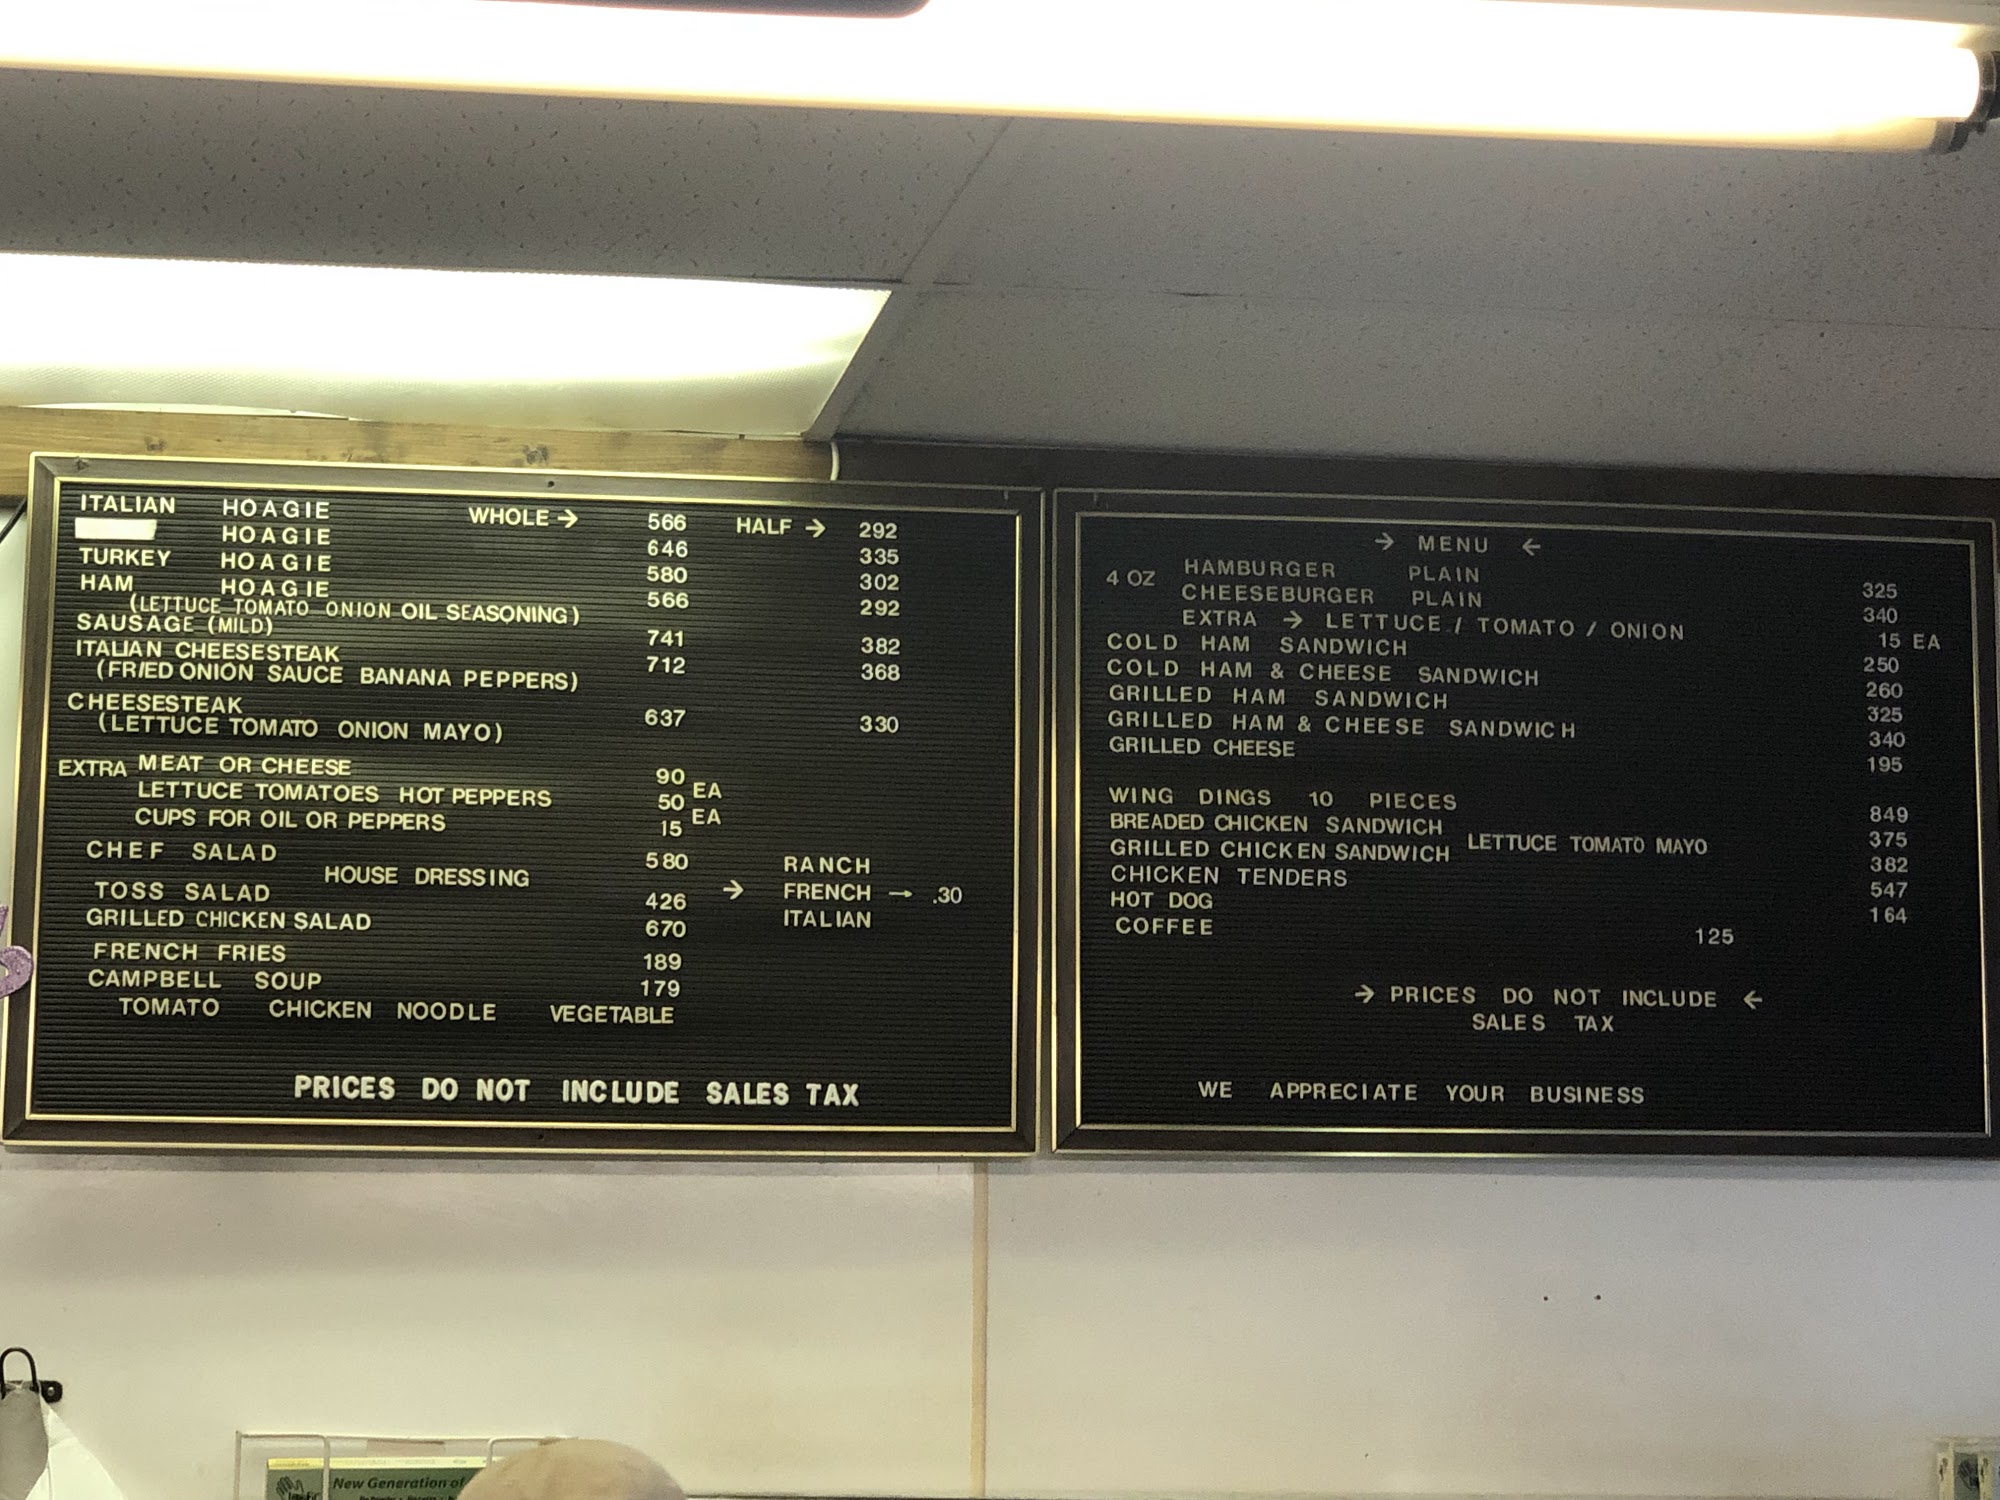 ITALIAN HOAGIE WHOLE → 566 HALF → 292
HOAGIE 646 335
TURKEY HOAGIE 580 302
HAM HOAGIE 566 292
(LETTUCE TOMATO ONION OIL SEASONING)
SAUSAGE (MILD) 741 382
ITALIAN CHEESESTEAK 712 368
(FRIED ONION SAUCE BANANA PEPPERS)
CHEESESTEAK 637 330
(LETTUCE TOMATO ONION MAYO)
EXTRA MEAT OR CHEESE 90
LETTUCE TOMATOES HOT PEPPERS 50 EA
CUPS FOR OIL OR PEPPERS 15 EA
CHEF SALAD 580 RANCH
HOUSE DRESSING
TOSS SALAD 426 → FRENCH → .30
GRILLED CHICKEN SALAD 670 ITALIAN
FRENCH FRIES 189
CAMPBELL SOUP 179
TOMATO CHICKEN NOODLE VEGETABLE
PRICES DO NOT INCLUDE SALES TAX
→ MENU ←
4 OZ HAMBURGER PLAIN 325
CHEESEBURGER PLAIN 340
EXTRA → LETTUCE / TOMATO / ONION 15 EA
COLD HAM SANDWICH 250
COLD HAM & CHEESE SANDWICH 260
GRILLED HAM SANDWICH 325
GRILLED HAM & CHEESE SANDWICH 340
GRILLED CHEESE 195
WING DINGS 10 PIECES 849
BREADED CHICKEN SANDWICH 375
GRILLED CHICKEN SANDWICH LETTUCE TOMATO MAYO 382
CHICKEN TENDERS 547
HOT DOG 164
COFFEE 125
→ PRICES DO NOT INCLUDE ←
SALES TAX
WE APPRECIATE YOUR BUSINESS
New Generation of